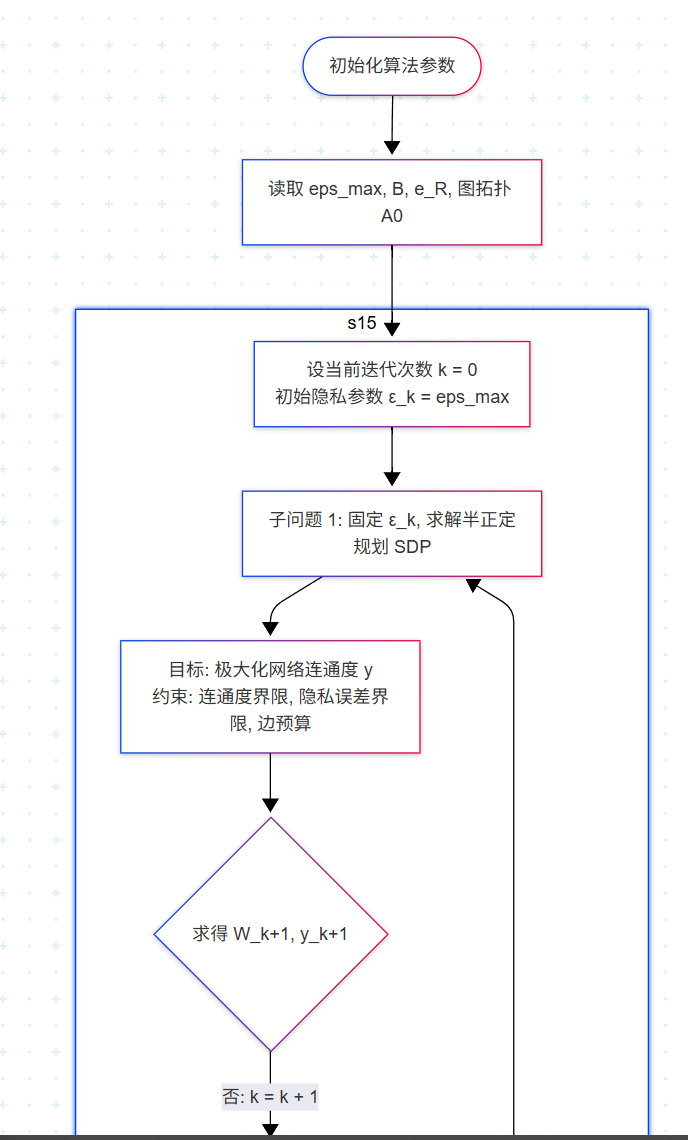 初始化算法参数
读取 eps_max, B, e_R, 图拓扑
A0
s15
设当前迭代次数 k = 0
初始隐私参数 ε_k = eps_max
子问题 1: 固定 ε_k, 求解半正定
规划 SDP
目标: 极大化网络连通度 y
约束: 连通度界限, 隐私误差界
限, 边预算
求得 W_k+1, y_k+1
否: k = k + 1